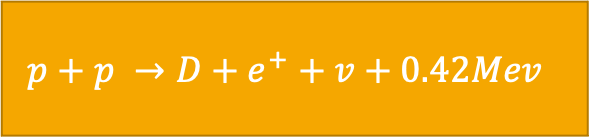 p + p → D + e⁺ + v + 0.42Mev